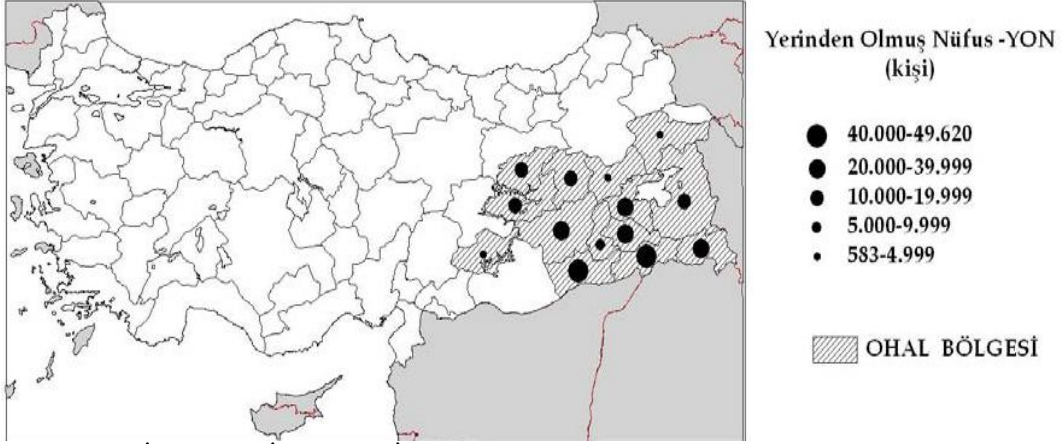 Yerinden Olmuş Nüfus -YON
(kişi)
40.000-49.620
20.000-39.999
10.000-19.999
5.000-9.999
583-4.999
OHAL BÖLGESİ